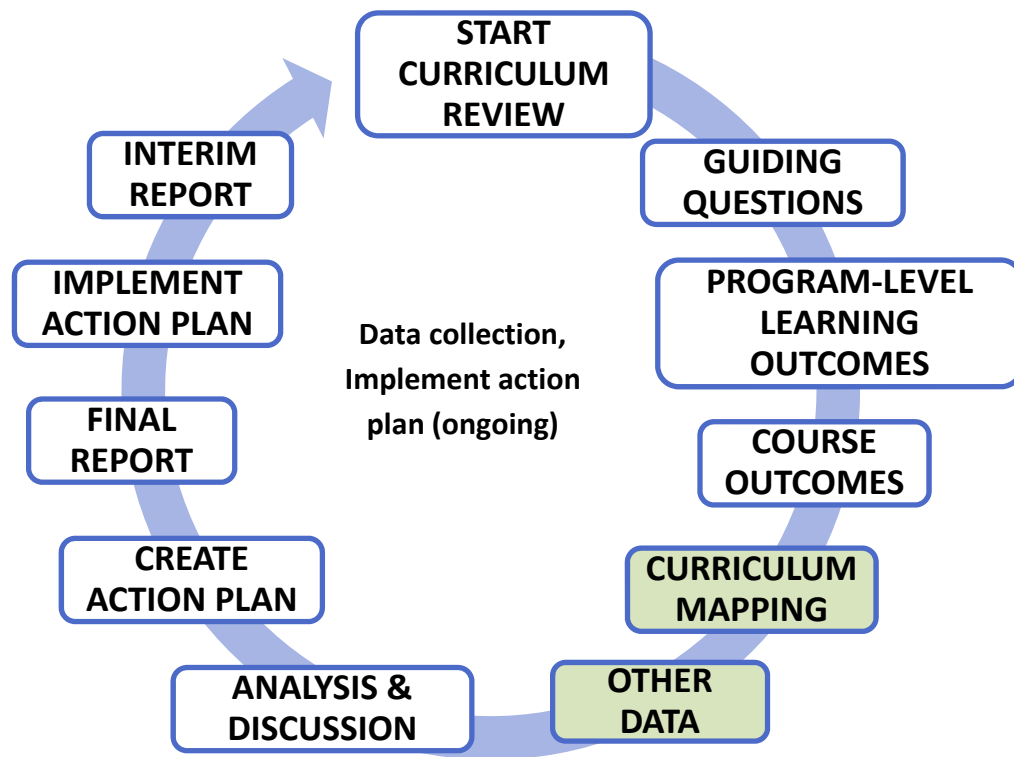 START
CURRICULUM
REVIEW
GUIDING
QUESTIONS
PROGRAM-LEVEL
LEARNING
OUTCOMES
COURSE
OUTCOMES
CURRICULUM
MAPPING
OTHER
DATA
ANALYSIS &
DISCUSSION
CREATE
ACTION PLAN
FINAL
REPORT
IMPLEMENT
ACTION PLAN
INTERIM
REPORT
Data collection,
Implement action
plan (ongoing)